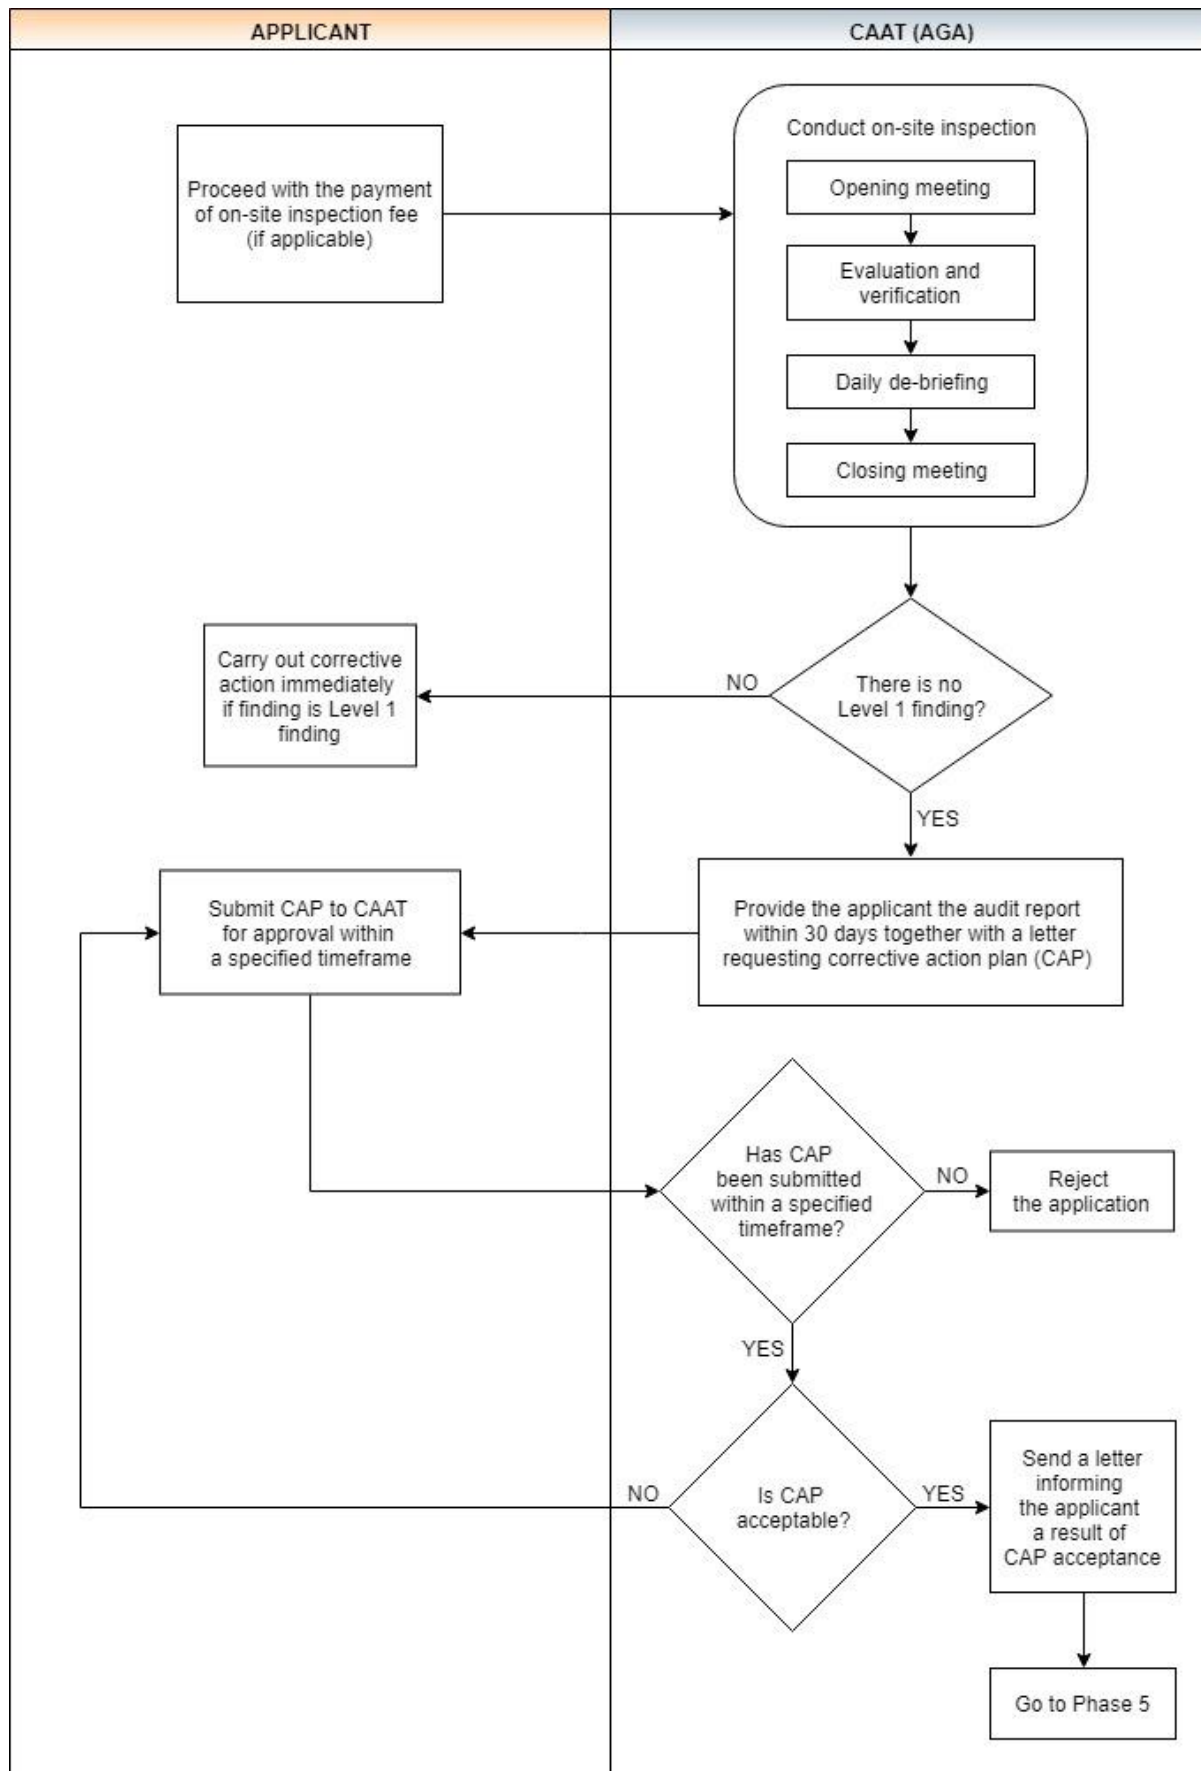 APPLICANT
CAAT (AGA)
Conduct on-site inspection
Proceed with the payment
of on-site inspection fee
(if applicable)
Opening meeting
Evaluation and
verification
Daily de-briefing
Closing meeting
There is no
Level 1 finding?
NO
Carry out corrective
action immediately
if finding is Level 1
finding
YES
Provide the applicant the audit report
within 30 days together with a letter
requesting corrective action plan (CAP)
Submit CAP to CAAT
for approval within
a specified timeframe
Has CAP
been submitted
within a specified
timeframe?
NO
Reject
the application
YES
Is CAP
acceptable?
NO
YES
Send a letter
informing
the applicant
a result of
CAP acceptance
Go to Phase 5